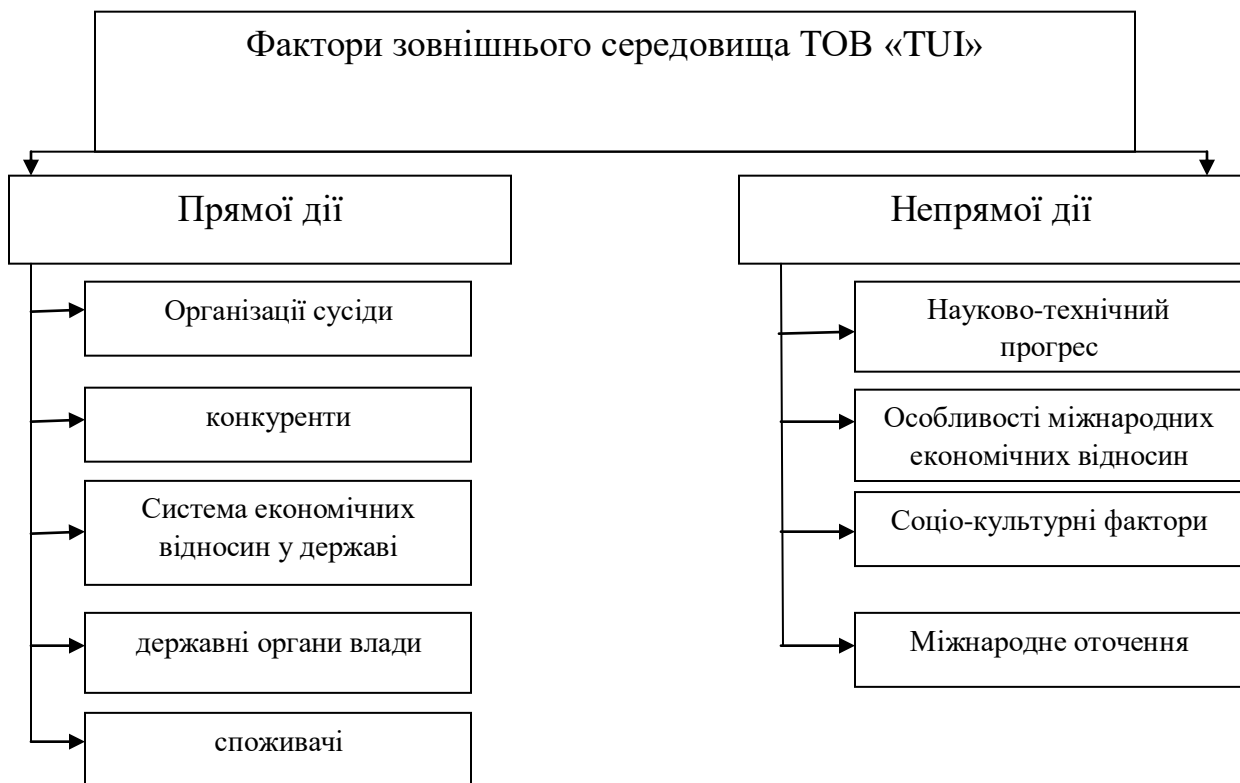 Фактори зовнішнього середовища ТОВ «TUI»
Прямої дії
Організації сусіди
конкуренти
Система економічних
відносин у державі
державні органи влади
споживачі
Непрямої дії
Науково-технічний
прогрес
Особливості міжнародних
економічних відносин
Соціо-культурні фактори
Міжнародне оточення